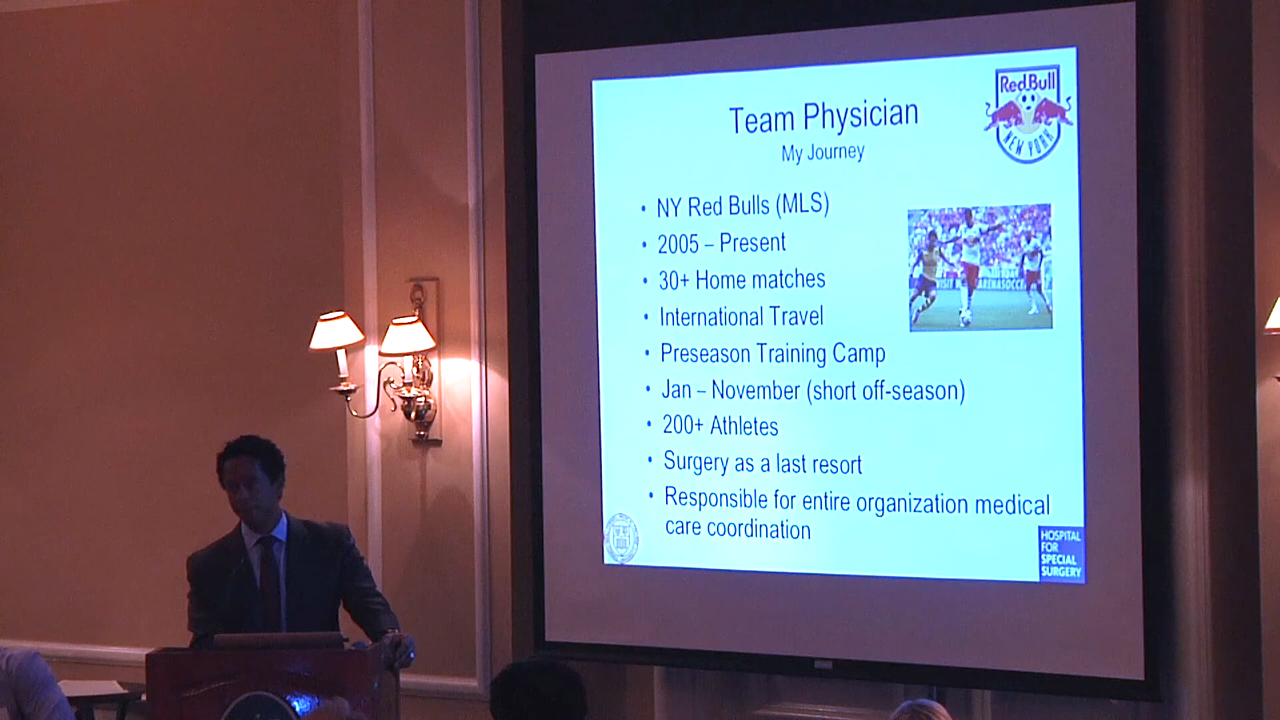 Red Bull
NEW YORK
Team Physician
My Journey
• NY Red Bulls (MLS)
• 2005 – Present
• 30+ Home matches
• International Travel
• Preseason Training Camp
• Jan – November (short off-season)
• 200+ Athletes
• Surgery as a last resort
• Responsible for entire organization medical
care coordination
HOSPITAL
FOR
SPECIAL
SURGERY